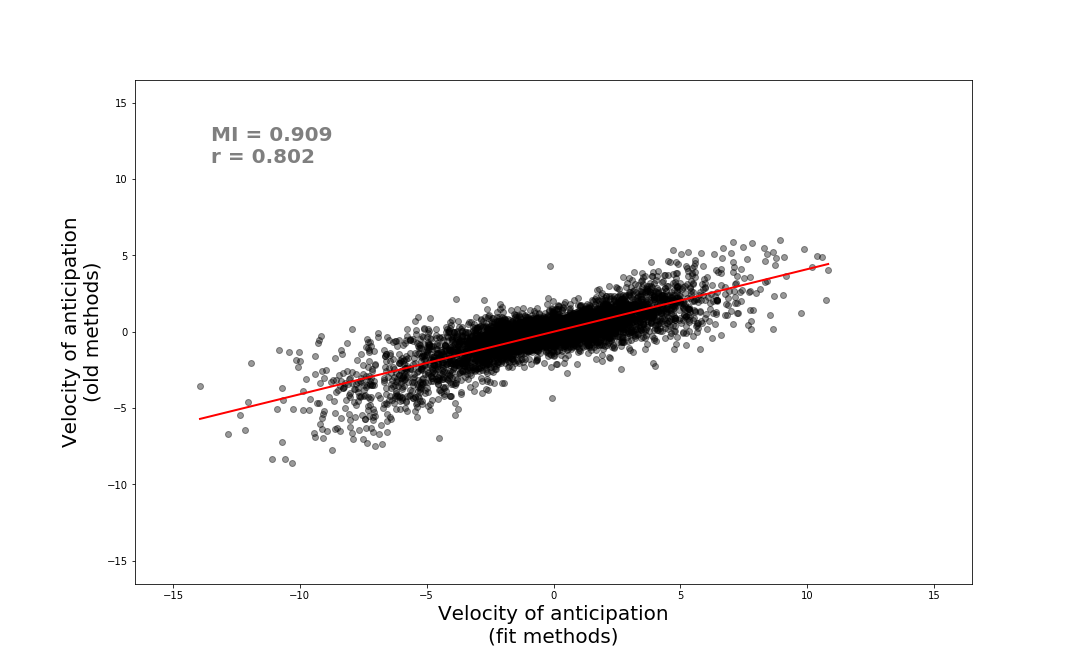 MI = 0.909
r = 0.802
15
10
5
0
−5
−10
−15
Velocity of anticipation
(old methods)
−15
−10
−5
0
5
10
15
Velocity of anticipation
(fit methods)